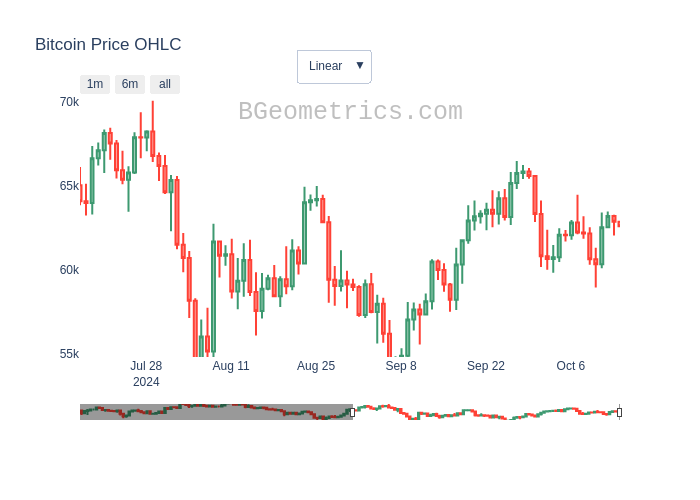 Bitcoin Price OHLC
Linear ▼
1m 6m all
BGeometrics.com
70k
65k
60k
55k
Jul 28 Aug 11 Aug 25 Sep 8 Sep 22 Oct 6
2024